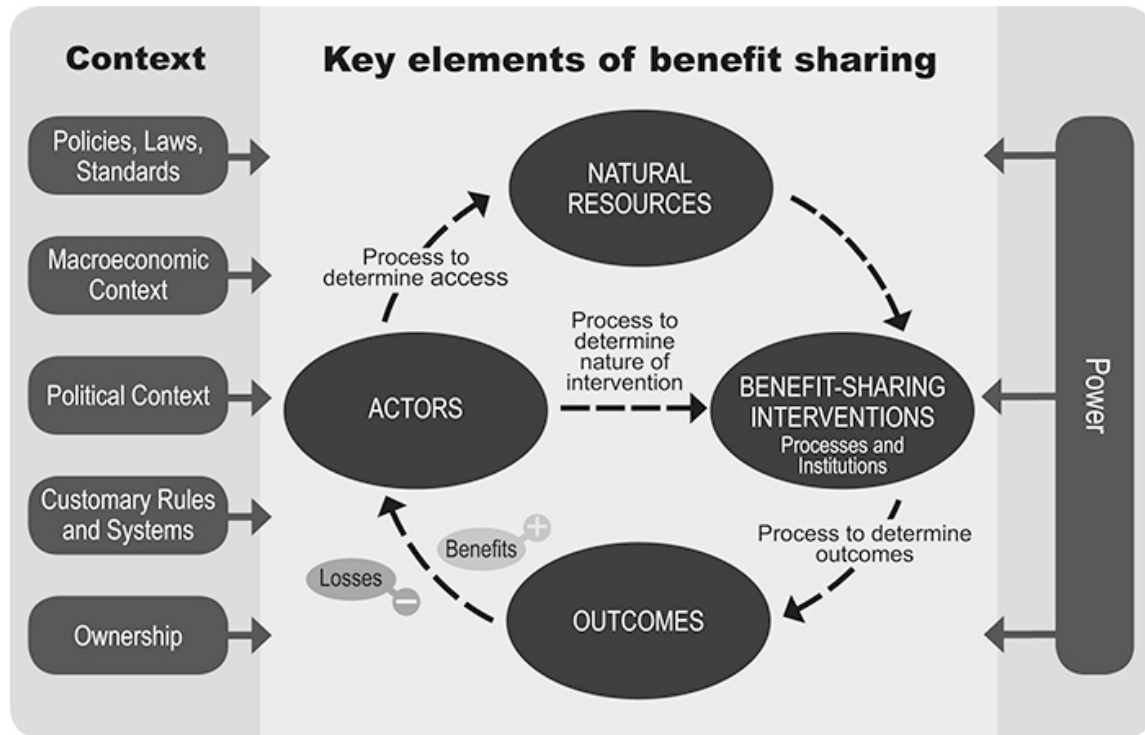 Context
Policies, Laws,
Standards
Macroeconomic
Context
Political Context
Customary Rules
and Systems
Ownership
Key elements of benefit sharing
NATURAL
RESOURCES
Process to
determine access
Process to
determine
nature of
intervention
ACTORS
BENEFIT-SHARING
INTERVENTIONS
Processes and
Institutions
Process to determine
outcomes
Benefits +
Losses −
OUTCOMES
Power